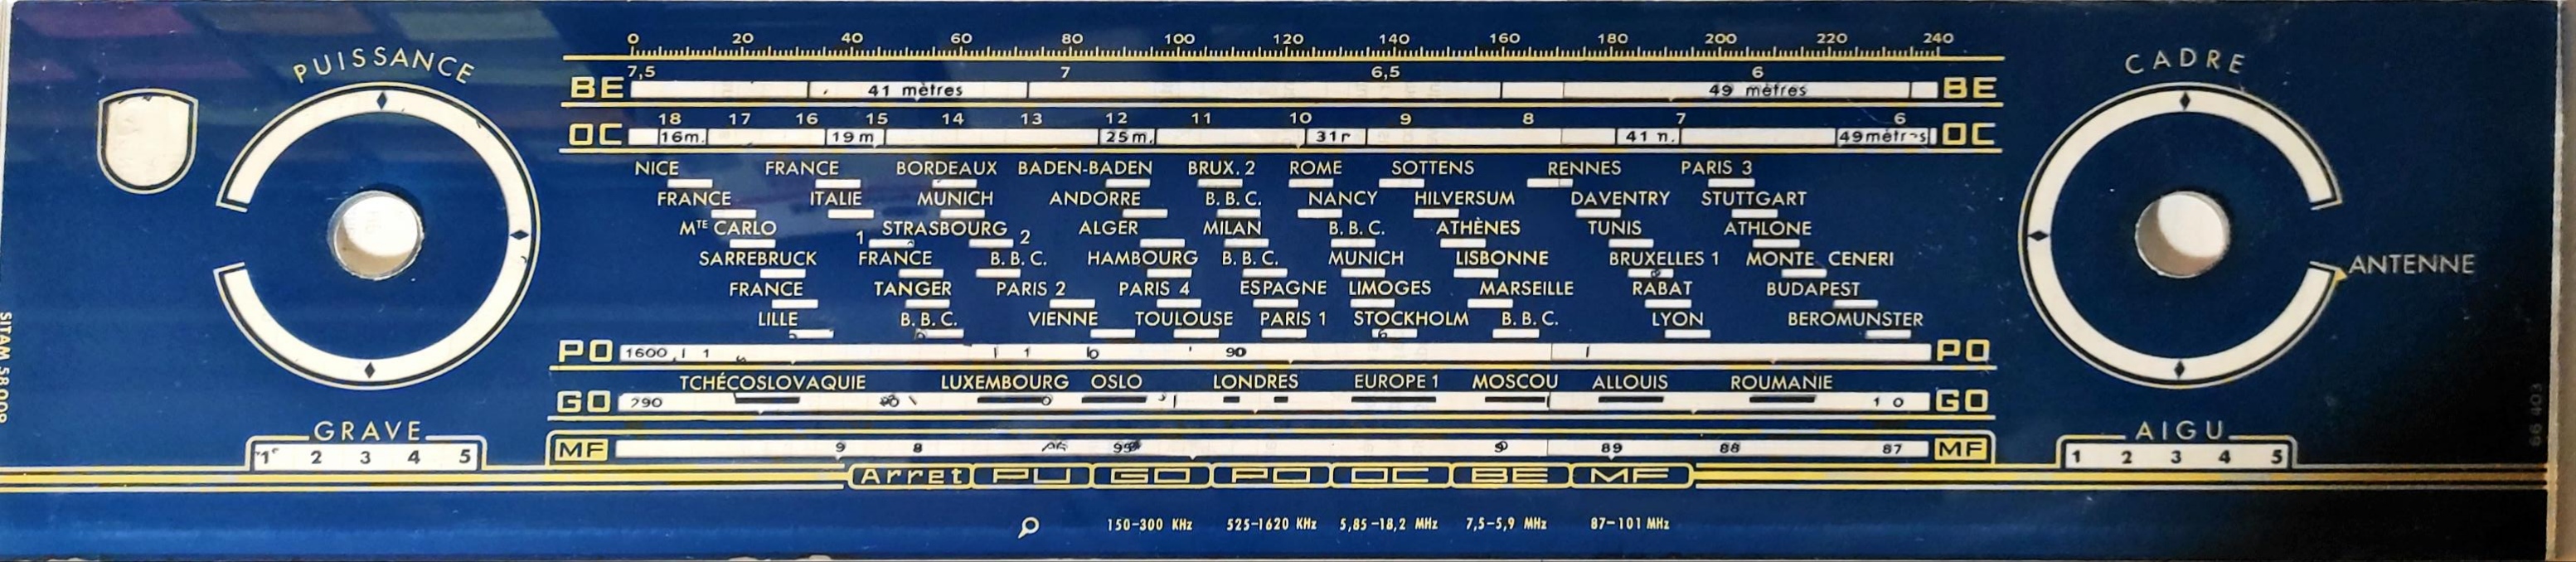 PUISSANCE
0 20 40 60 80 100 120 140 160 180 200 220 240
CADRE
7,5 7 6,5 6
BE 41 mètres 49 mètres BE
18 17 16 15 14 13 12 11 10 9 8 7 6
OC 16m. 19m 25m. 49mètres OC
NICE FRANCE BORDEAUX BADEN-BADEN BRUX. 2 ROME SOTTENS RENNES PARIS 3
FRANCE ITALIE MUNICH ANDORRE B.B.C. NANCY HILVERSUM DAVENTRY STUTTGART
MTE CARLO 1 STRASBOURG 2 ALGER MILAN B.B.C. ATHÈNES TUNIS ATHLONE
SARREBRUCK FRANCE B.B.C. HAMBOURG B.B.C. MUNICH LISBONNE BRUXELLES 1 MONTE CENERI
ANTENNE
FRANCE TANGER PARIS 2 PARIS 4 ESPAGNE LIMOGES MARSEILLE RABAT BUDAPEST
LILLE B.B.C. VIENNE TOULOUSE PARIS 1 STOCKHOLM B.B.C. LYON BEROMUNSTER
PO 1600 90 PO
TCHÉCOSLOVAQUIE LUXEMBOURG OSLO LONDRES EUROPE 1 MOSCOU ALLOUIS ROUMANIE
GO 290 GO
GRAVE
1 2 3 4 5
MF 89 88 87 MF
AIGU
1 2 3 4 5
Arret PU GO PO OC BE MF
150-300 KHz 525-1620 KHz 5,85-18,2 MHz 7,5-5,9 MHz 87-101 MHz
SITAM 58009
66 403